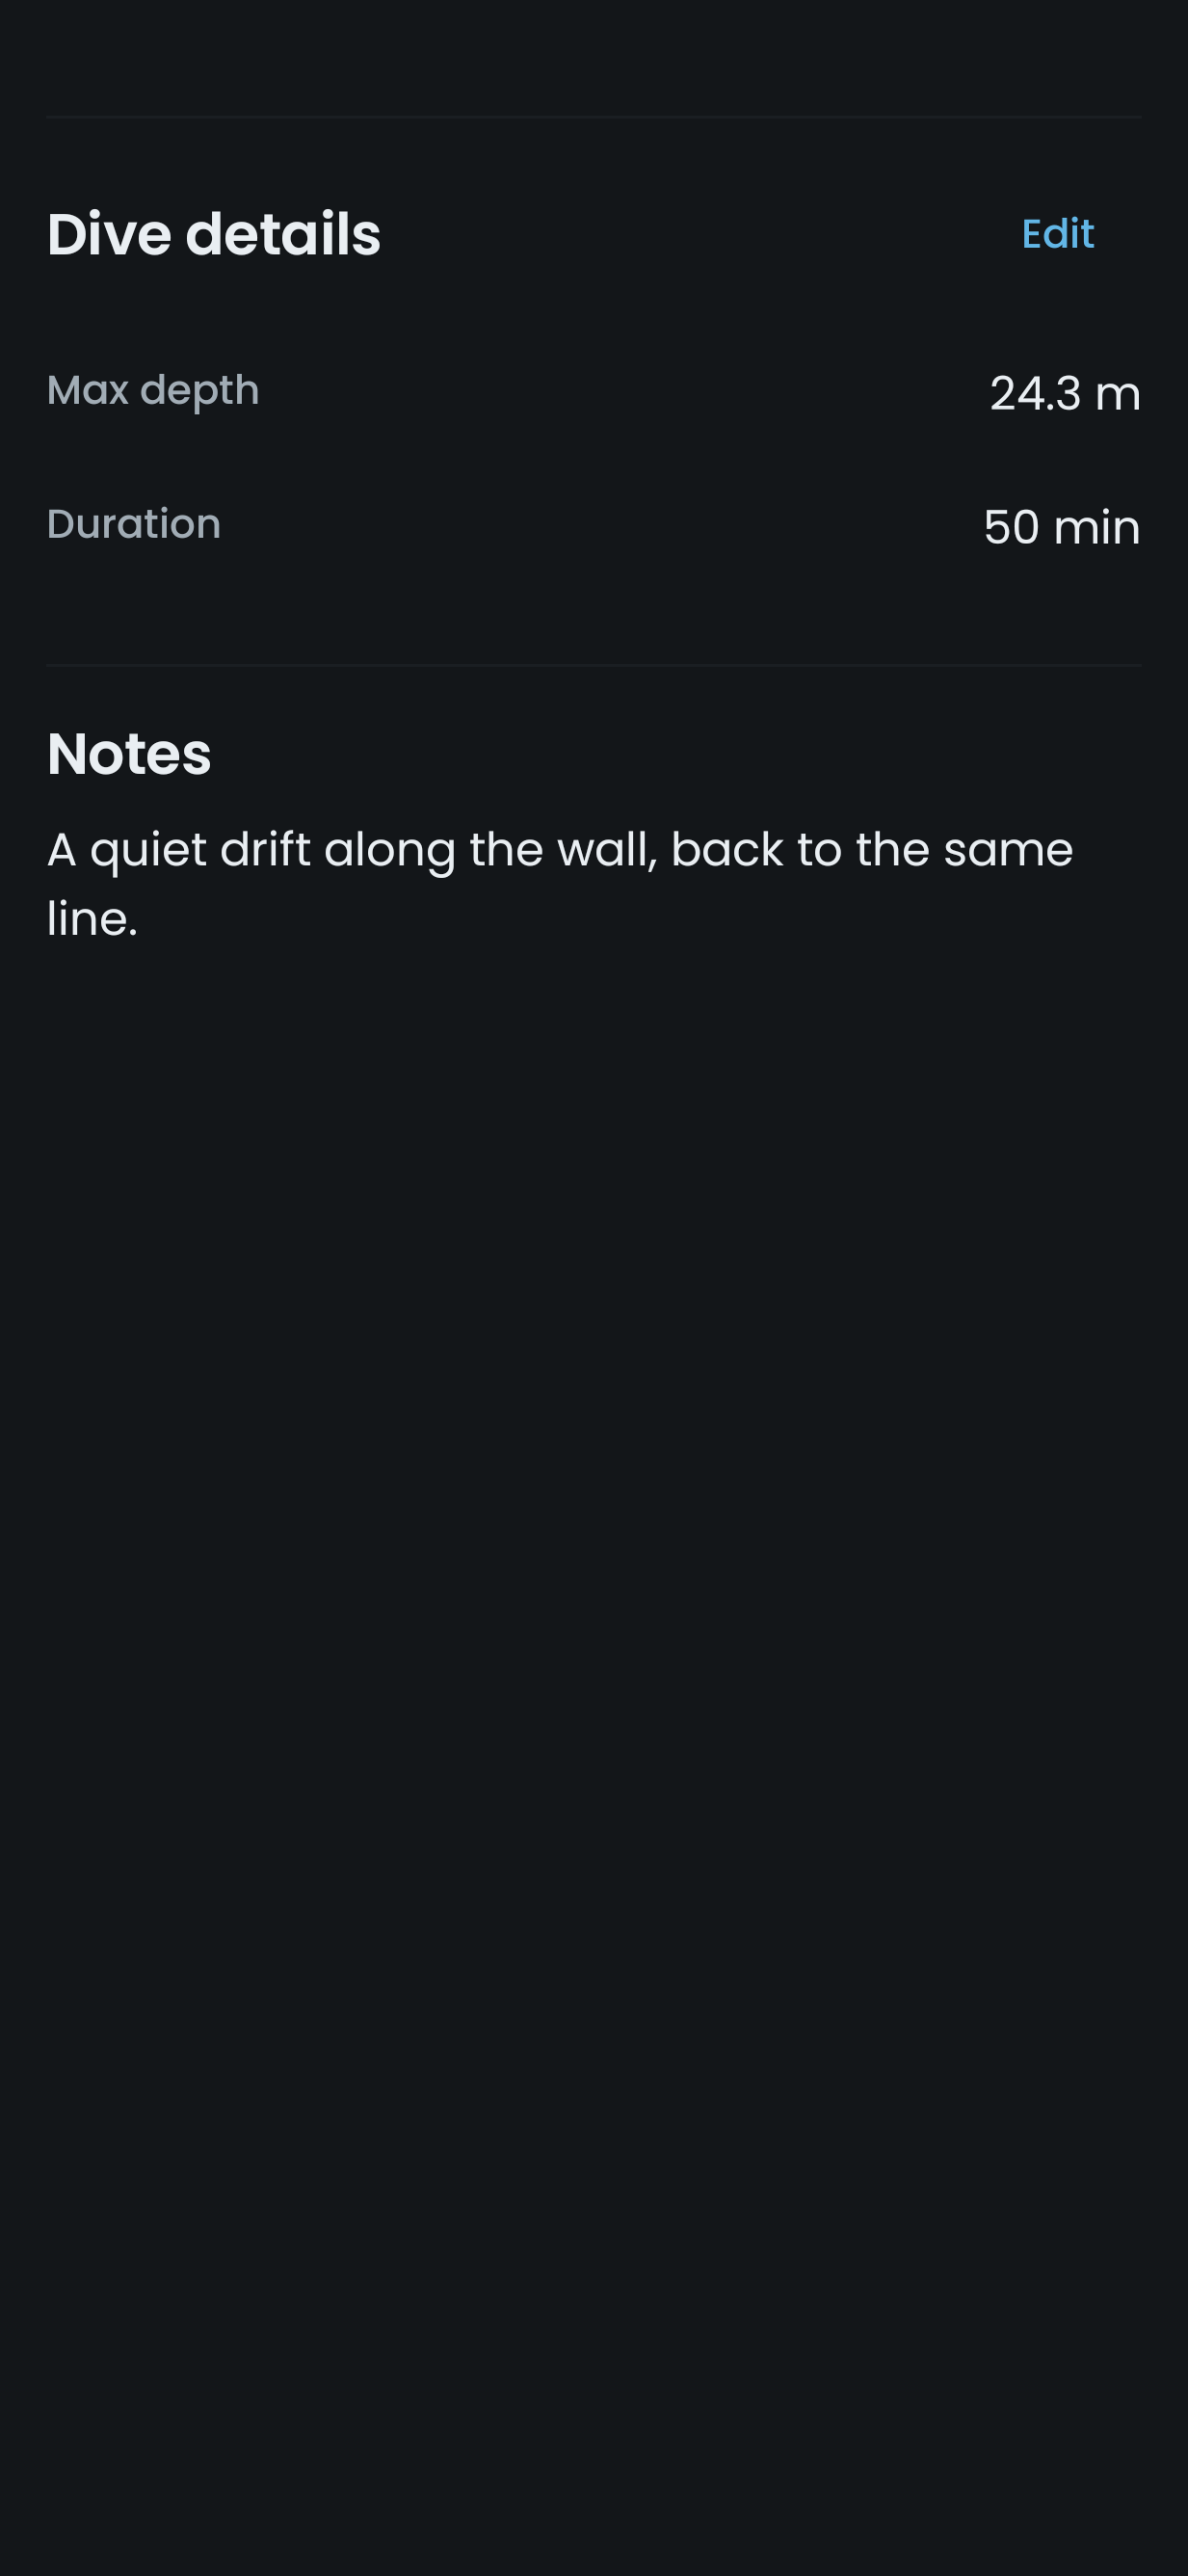 Dive details
Edit
Max depth
24.3 m
Duration
50 min
Notes
A quiet drift along the wall, back to the same
line.